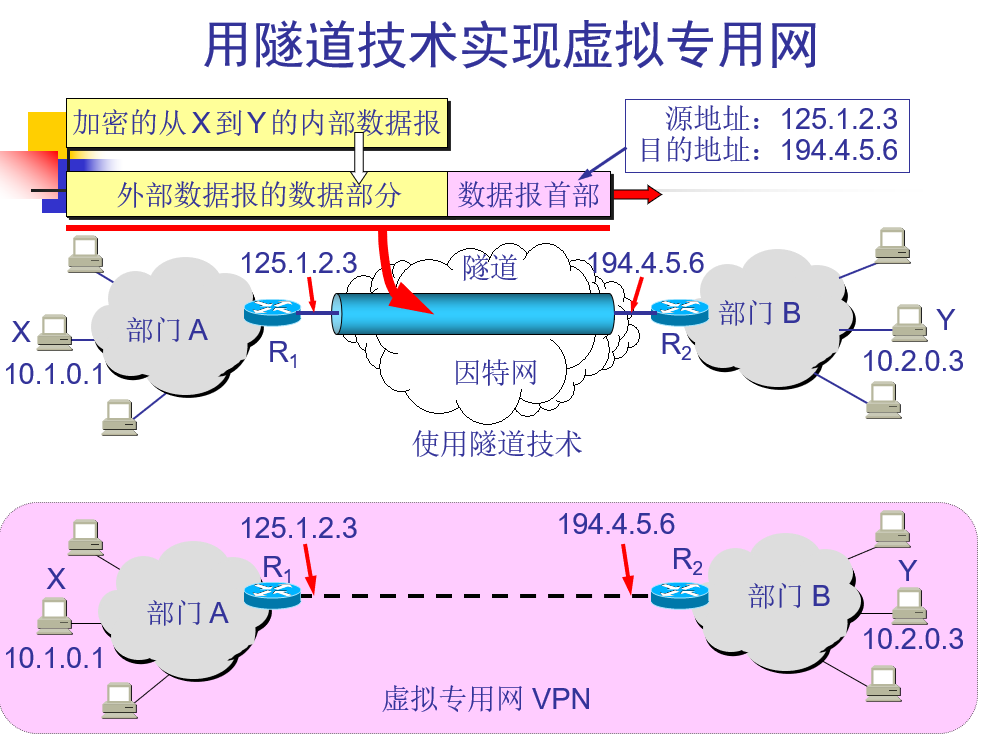 用隧道技术实现虚拟专用网
加密的从 X 到 Y 的内部数据报
源地址：125.1.2.3
目的地址：194.4.5.6
外部数据报的数据部分
数据报首部
125.1.2.3
隧道
194.4.5.6
部门 A
部门 B
X
Y
R1
R2
10.1.0.1
10.2.0.3
因特网
使用隧道技术
125.1.2.3
194.4.5.6
R1
R2
X
Y
部门 A
部门 B
10.1.0.1
10.2.0.3
虚拟专用网 VPN